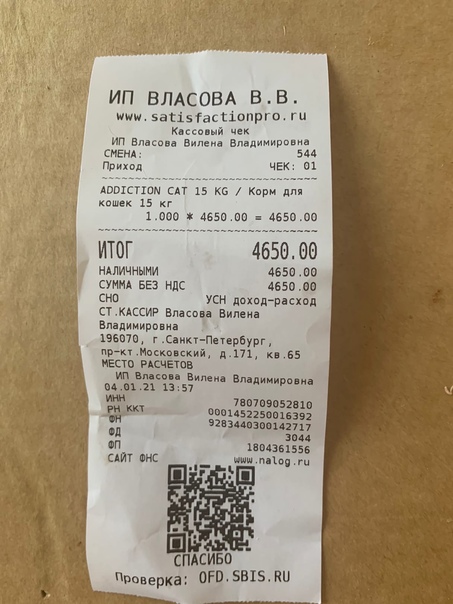 ИП ВЛАСОВА В.В.
www.satisfactionpro.ru
Кассовый чек
ИП Власова Вилена Владимировна
СМЕНА: 544
Приход ЧЕК: 01
ADDICTION CAT 15 KG / Корм для
кошек 15 кг
1.000 * 4650.00 = 4650.00
ИТОГ 4650.00
НАЛИЧНЫМИ 4650.00
СУММА БЕЗ НДС 4650.00
СНО УСН доход-расход
СТ.КАССИР Власова Вилена
Владимировна
196070, г.Санкт-Петербург,
пр-кт.Московский, д.171, кв.65
МЕСТО РАСЧЕТОВ
ИП Власова Вилена Владимировна
04.01.21 13:57
ИНН 780709052810
РН ККТ 0001452250016392
ФН 9283440300142717
ФД 3044
ФП 1804361556
САЙТ ФНС www.nalog.ru
СПАСИБО
Проверка: OFD.SBIS.RU